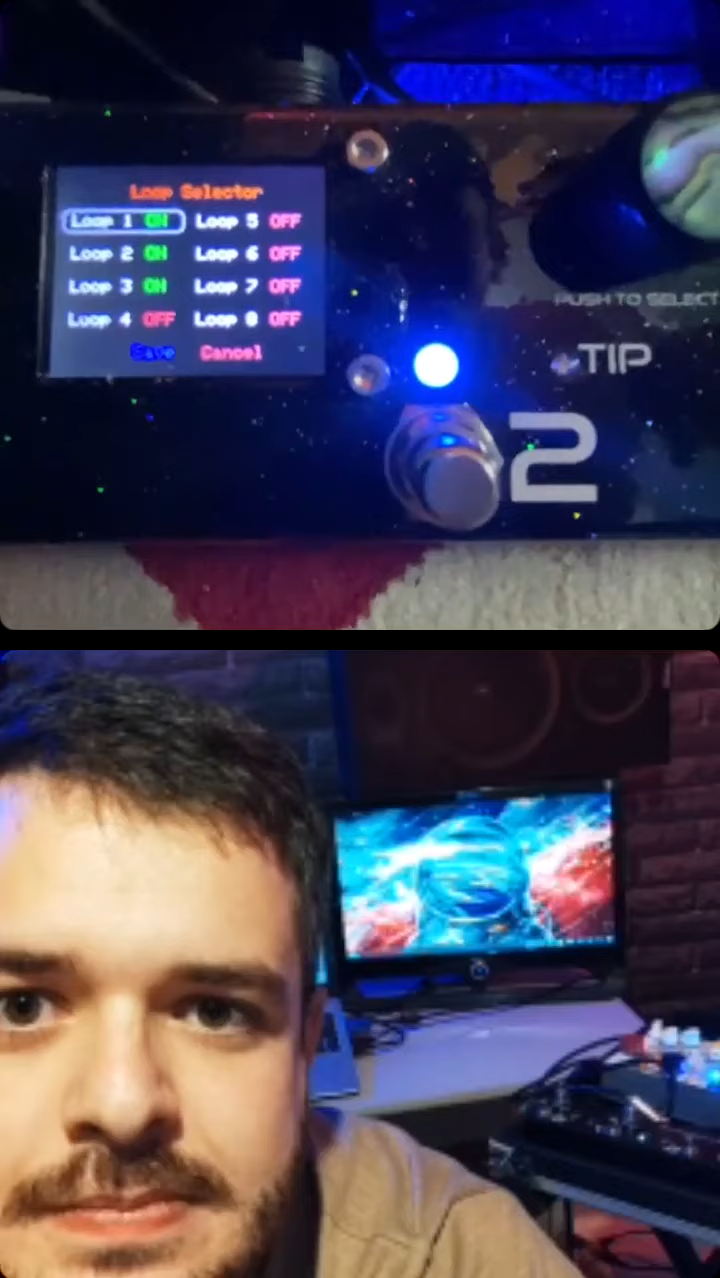 Loop Selector
Loop 1 ON Loop 5 OFF
Loop 2 ON Loop 6 OFF
Loop 3 ON Loop 7 OFF
Loop 4 OFF Loop 8 OFF
Save Cancel
PUSH TO SELECT
TIP
2